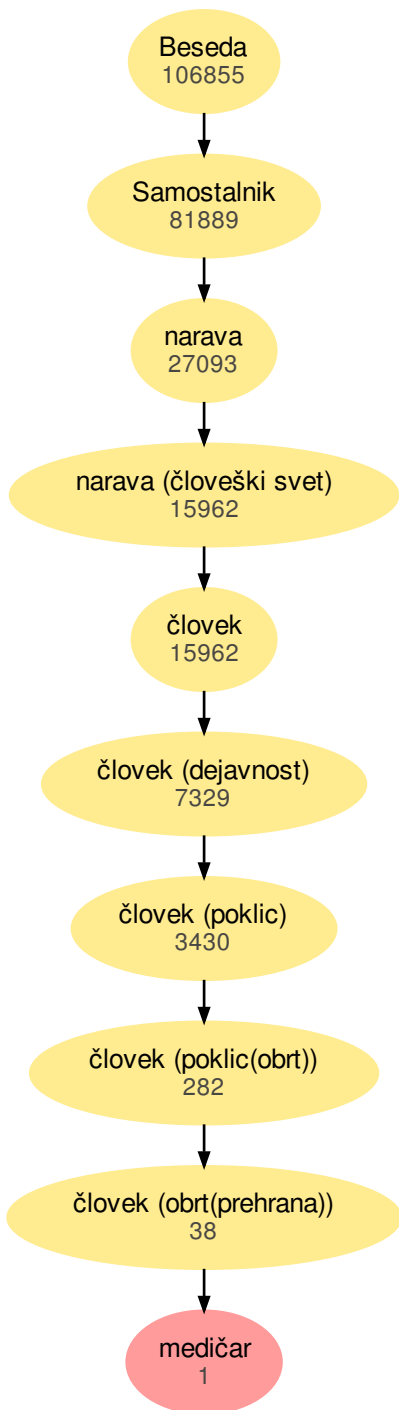 Beseda
106855
Samostalnik
81889
narava
27093
narava (človeški svet)
15962
človek
15962
človek (dejavnost)
7329
človek (poklic)
3430
človek (poklic(obrt))
282
človek (obrt(prehrana))
38
medičar
1